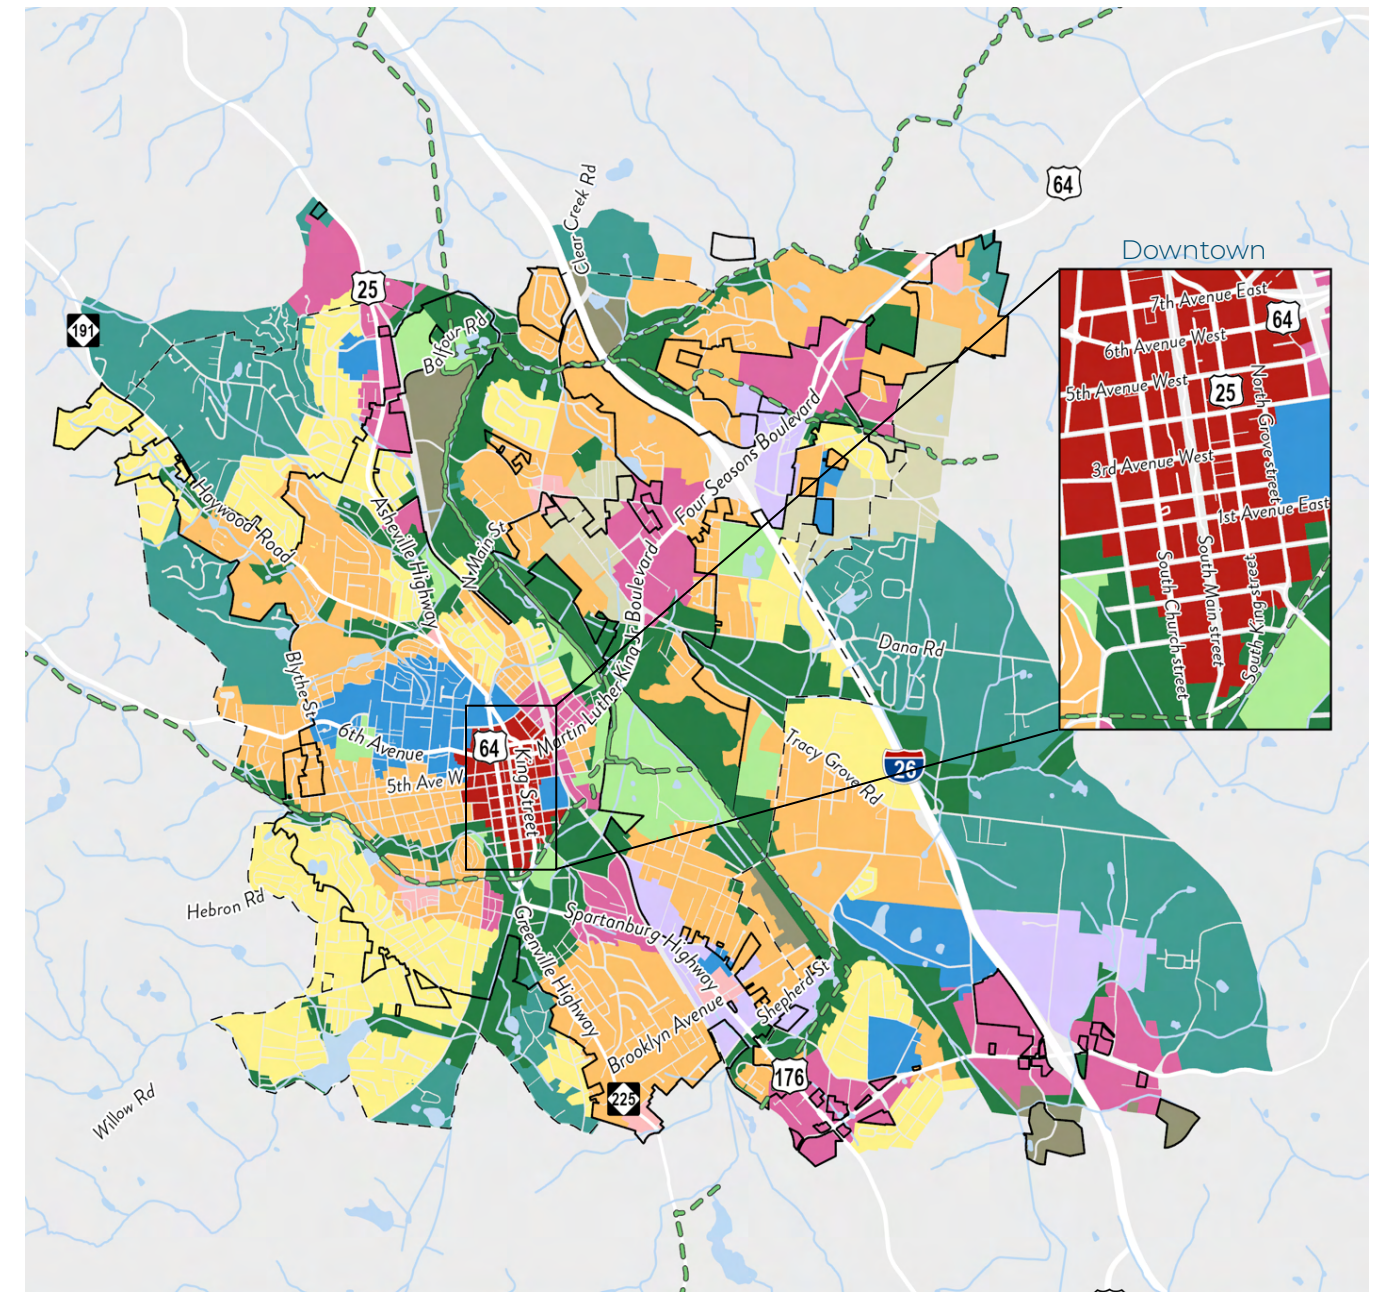 Clear Creek Rd
64
Downtown
25
191
Balfour Rd
7th Avenue East
64
6th Avenue West
5th Avenue West
25
North Grove street
3rd Avenue West
1st Avenue East
South Church street
South Main street
South King street
Four Seasons Boulevard
Haywood Road
Asheville Highway
N Main St
Martin Luther King Jr Boulevard
Dana Rd
Blythe St
6th Avenue
64
5th Ave W
King Street
Tracy Grove Rd
26
Hebron Rd
Spartanburg Highway
Greenville Highway
Shepherd St
Brooklyn Avenue
176
225
Willow Rd